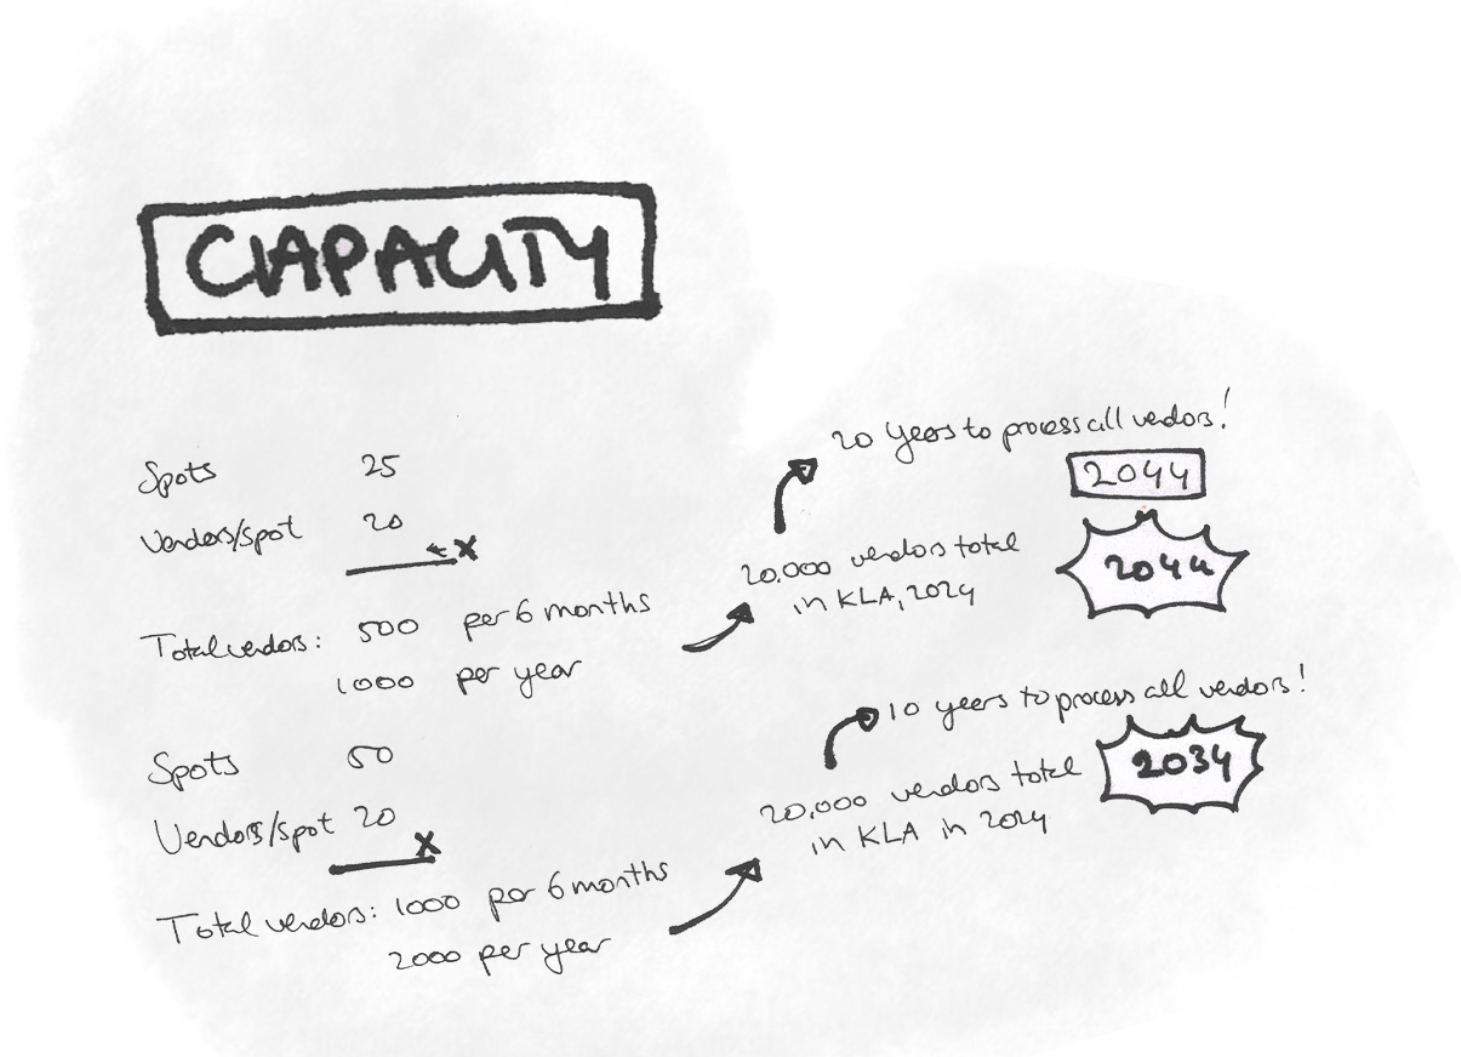 CAPACITY
Spots 25
Vendors/spot 20
x
Total vendors: 500 per 6 months
1000 per year
20 years to process all vendors!
2044
20.000 vendors total
in KLA, 2024
2044
Spots 50
Vendors/spot 20
x
Total vendors: 1000 per 6 months
2000 per year
10 years to process all vendors!
2034
20,000 vendors total
in KLA in 2024